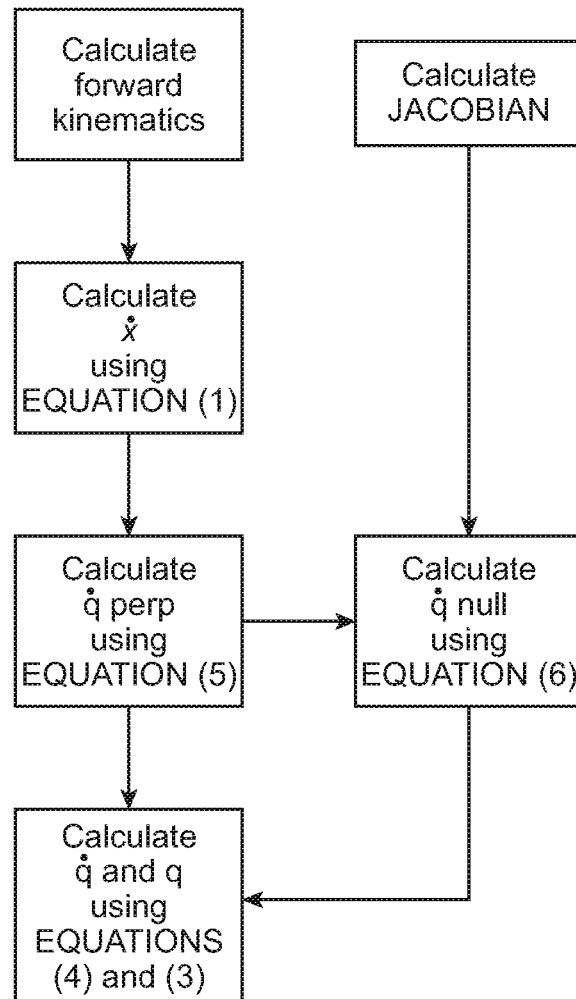 Calculate
forward
kinematics
Calculate
JACOBIAN
Calculate
ẋ
using
EQUATION (1)
Calculate
q̇ perp
using
EQUATION (5)
Calculate
q̇ null
using
EQUATION (6)
Calculate
q̇ and q
using
EQUATIONS
(4) and (3)